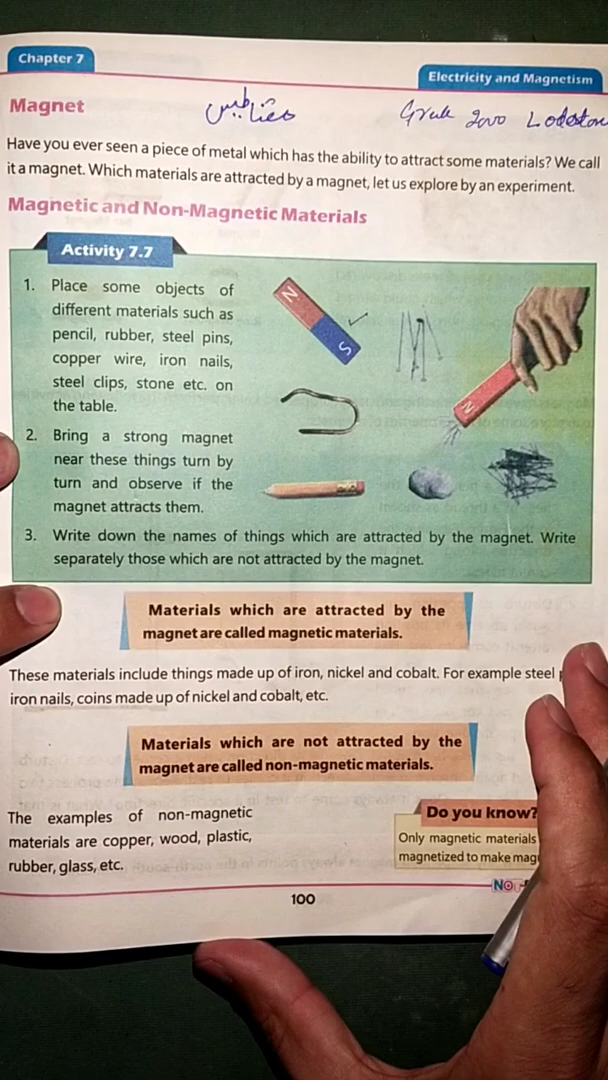 Chapter 7
Electricity and Magnetism
Magnet
مقناطیس
2000 Lodeston
Have you ever seen a piece of metal which has the ability to attract some materials? We call
it a magnet. Which materials are attracted by a magnet, let us explore by an experiment.
Magnetic and Non-Magnetic Materials
Activity 7.7
1. Place some objects of
different materials such as
pencil, rubber, steel pins,
copper wire, iron nails,
steel clips, stone etc. on
the table.
2. Bring a strong magnet
near these things turn by
turn and observe if the
magnet attracts them.
N
S
N
3. Write down the names of things which are attracted by the magnet. Write
separately those which are not attracted by the magnet.
Materials which are attracted by the
magnet are called magnetic materials.
These materials include things made up of iron, nickel and cobalt. For example steel
iron nails, coins made up of nickel and cobalt, etc.
Materials which are not attracted by the
magnet are called non-magnetic materials.
The examples of non-magnetic
materials are copper, wood, plastic,
rubber, glass, etc.
Do you know?
Only magnetic materials
magnetized to make mag
NOT
100